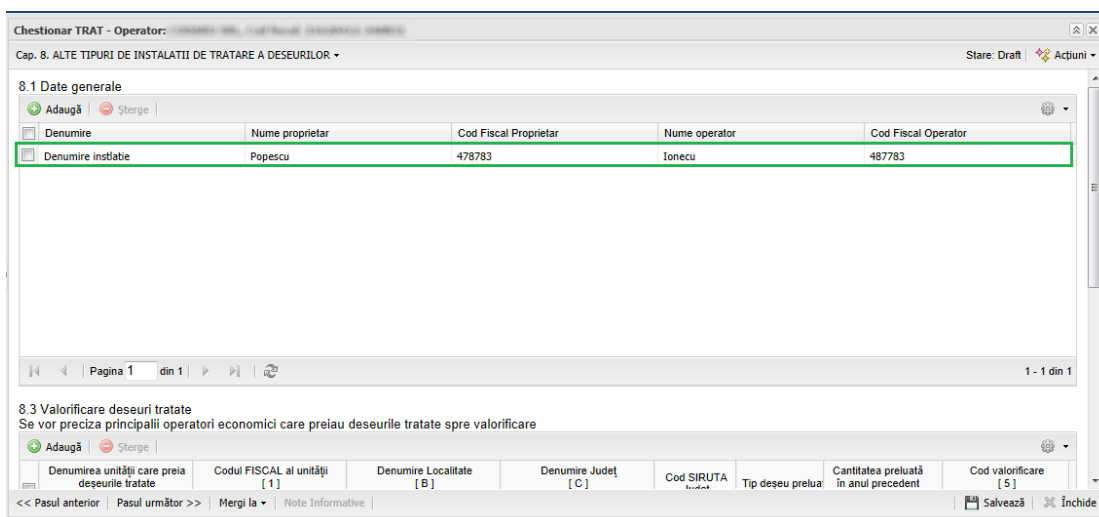 Chestionar TRAT - Operator:
Cap. 8. ALTE TIPURI DE INSTALATII DE TRATARE A DESEURILOR Stare: Draft Acțiuni
8.1 Date generale
Adaugă Șterge
Denumire Nume proprietar Cod Fiscal Proprietar Nume operator Cod Fiscal Operator
Denumire instlatie Popescu 478783 Ionecu 487783
Pagina 1 din 1 1 - 1 din 1
8.3 Valorificare deseuri tratate
Se vor preciza principalii operatori economici care preiau deseurile tratate spre valorificare
Adaugă Șterge
Denumirea unității care preia Codul FISCAL al unității Denumire Localitate Denumire Județ Cod SIRUTA Tip deșeu preluat Cantitatea preluată Cod valorificare
deșeurile tratate [ 1 ] [ B ] [ C ] în anul precedent [ 5 ]
<< Pasul anterior Pasul următor >> Mergi la Note Informative Salvează Închide